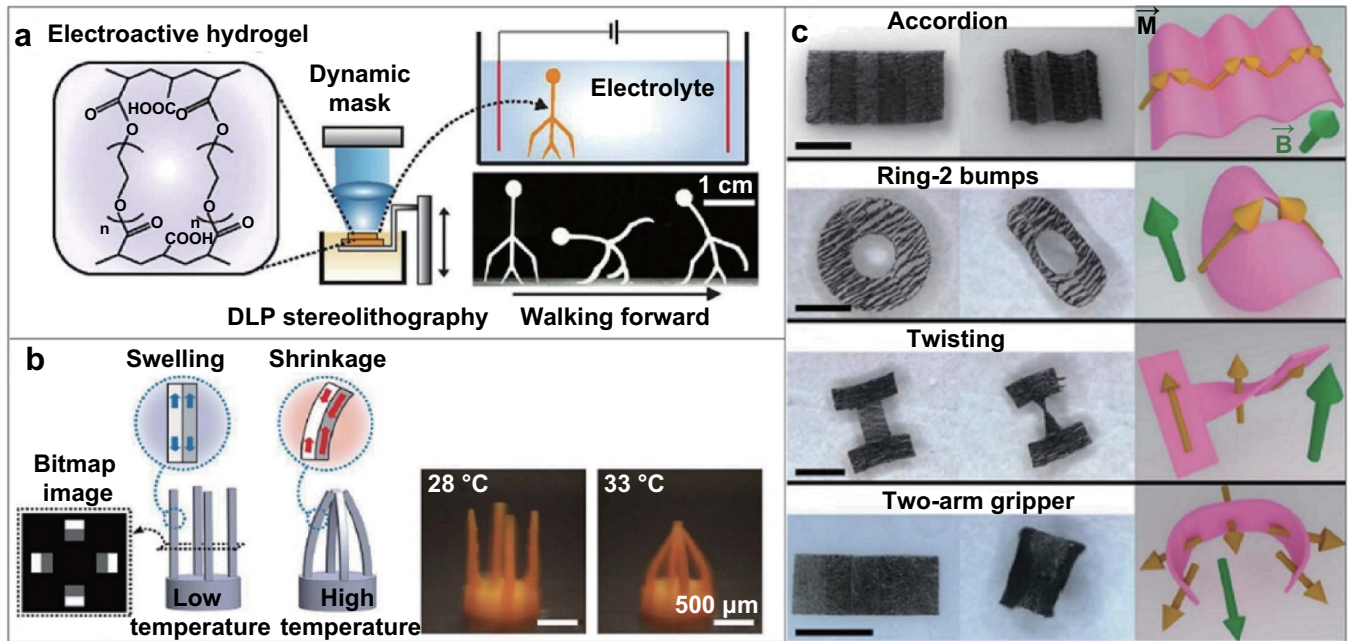 a
Electroactive hydrogel
HOOC
O
O
O
O
O
O
n
n
O
O
COOH
Dynamic
mask
DLP stereolithography
Electrolyte
1 cm
Walking forward
b
Swelling
Shrinkage
Bitmap
image
Low
temperature
High
temperature
28 °C
33 °C
500 µm
c
Accordion
M
B
Ring-2 bumps
Twisting
Two-arm gripper